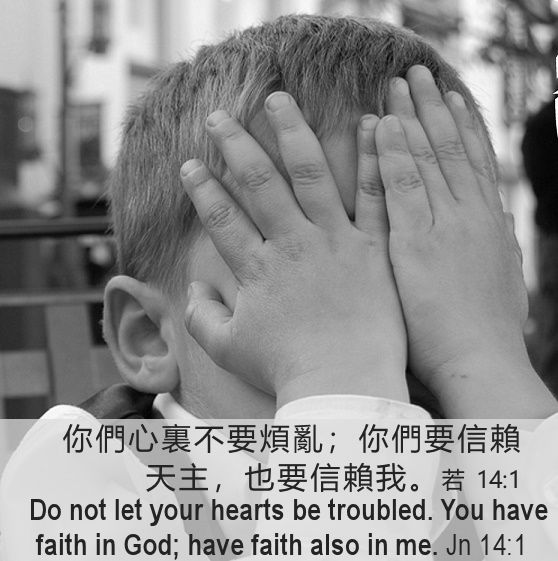 你們心裏不要煩亂；你們要信賴
天主，也要信賴我。若 14:1
Do not let your hearts be troubled. You have
faith in God; have faith also in me. Jn 14:1